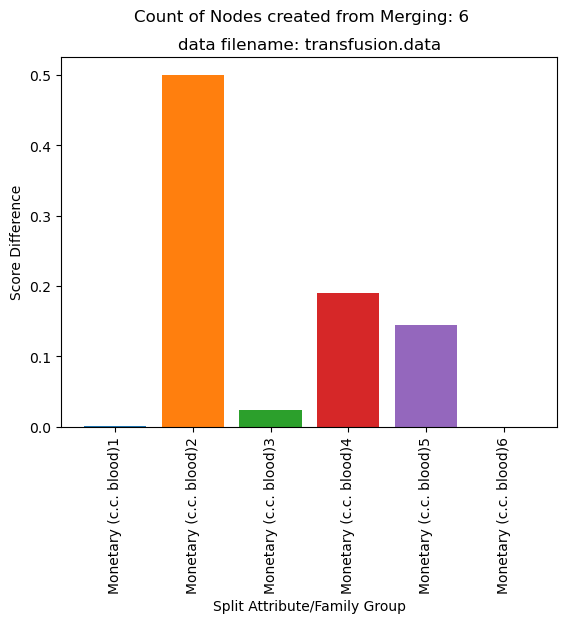 Count of Nodes created from Merging: 6
data filename: transfusion.data
Score Difference
0.5
0.4
0.3
0.2
0.1
0.0
Monetary (c.c. blood)1
Monetary (c.c. blood)2
Monetary (c.c. blood)3
Monetary (c.c. blood)4
Monetary (c.c. blood)5
Monetary (c.c. blood)6
Split Attribute/Family Group